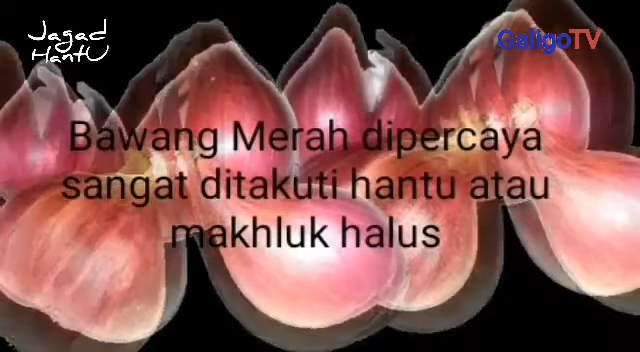 Jagad
Hantu
GaligoTV
Bawang Merah dipercaya
sangat ditakuti hantu atau
makhluk halus